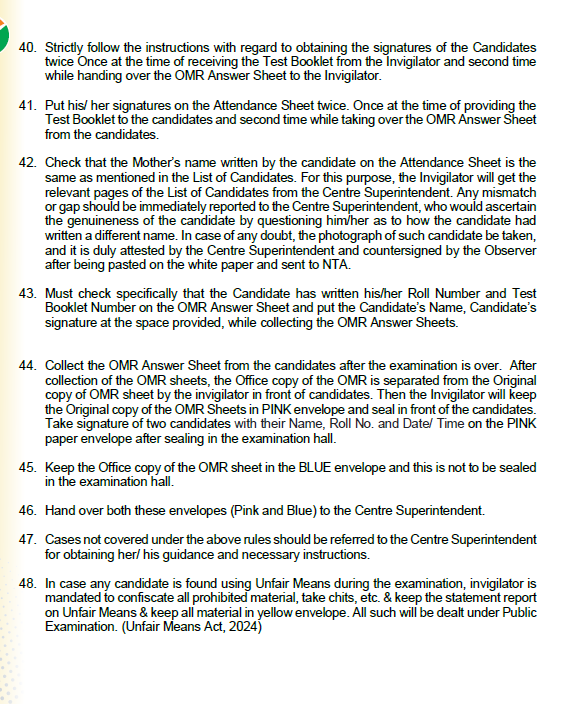 40. Strictly follow the instructions with regard to obtaining the signatures of the Candidates
twice Once at the time of receiving the Test Booklet from the Invigilator and second time
while handing over the OMR Answer Sheet to the Invigilator.
41. Put his/ her signatures on the Attendance Sheet twice. Once at the time of providing the
Test Booklet to the candidates and second time while taking over the OMR Answer Sheet
from the candidates.
42. Check that the Mother's name written by the candidate on the Attendance Sheet is the
same as mentioned in the List of Candidates. For this purpose, the Invigilator will get the
relevant pages of the List of Candidates from the Centre Superintendent. Any mismatch
or gap should be immediately reported to the Centre Superintendent, who would ascertain
the genuineness of the candidate by questioning him/her as to how the candidate had
written a different name. In case of any doubt, the photograph of such candidate be taken,
and it is duly attested by the Centre Superintendent and countersigned by the Observer
after being pasted on the white paper and sent to NTA.
43. Must check specifically that the Candidate has written his/her Roll Number and Test
Booklet Number on the OMR Answer Sheet and put the Candidate's Name, Candidate's
signature at the space provided, while collecting the OMR Answer Sheets.
44. Collect the OMR Answer Sheet from the candidates after the examination is over. After
collection of the OMR sheets, the Office copy of the OMR is separated from the Original
copy of OMR sheet by the invigilator in front of candidates. Then the Invigilator will keep
the Original copy of the OMR Sheets in PINK envelope and seal in front of the candidates.
Take signature of two candidates with their Name, Roll No. and Date/ Time on the PINK
paper envelope after sealing in the examination hall.
45. Keep the Office copy of the OMR sheet in the BLUE envelope and this is not to be sealed
in the examination hall.
46. Hand over both these envelopes (Pink and Blue) to the Centre Superintendent.
47. Cases not covered under the above rules should be referred to the Centre Superintendent
for obtaining her/ his guidance and necessary instructions.
48. In case any candidate is found using Unfair Means during the examination, invigilator is
mandated to confiscate all prohibited material, take chits, etc. & keep the statement report
on Unfair Means & keep all material in yellow envelope. All such will be dealt under Public
Examination. (Unfair Means Act, 2024)